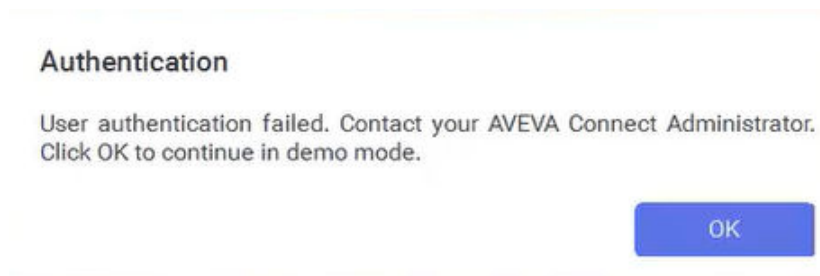 Authentication
User authentication failed. Contact your AVEVA Connect Administrator.
Click OK to continue in demo mode.
OK